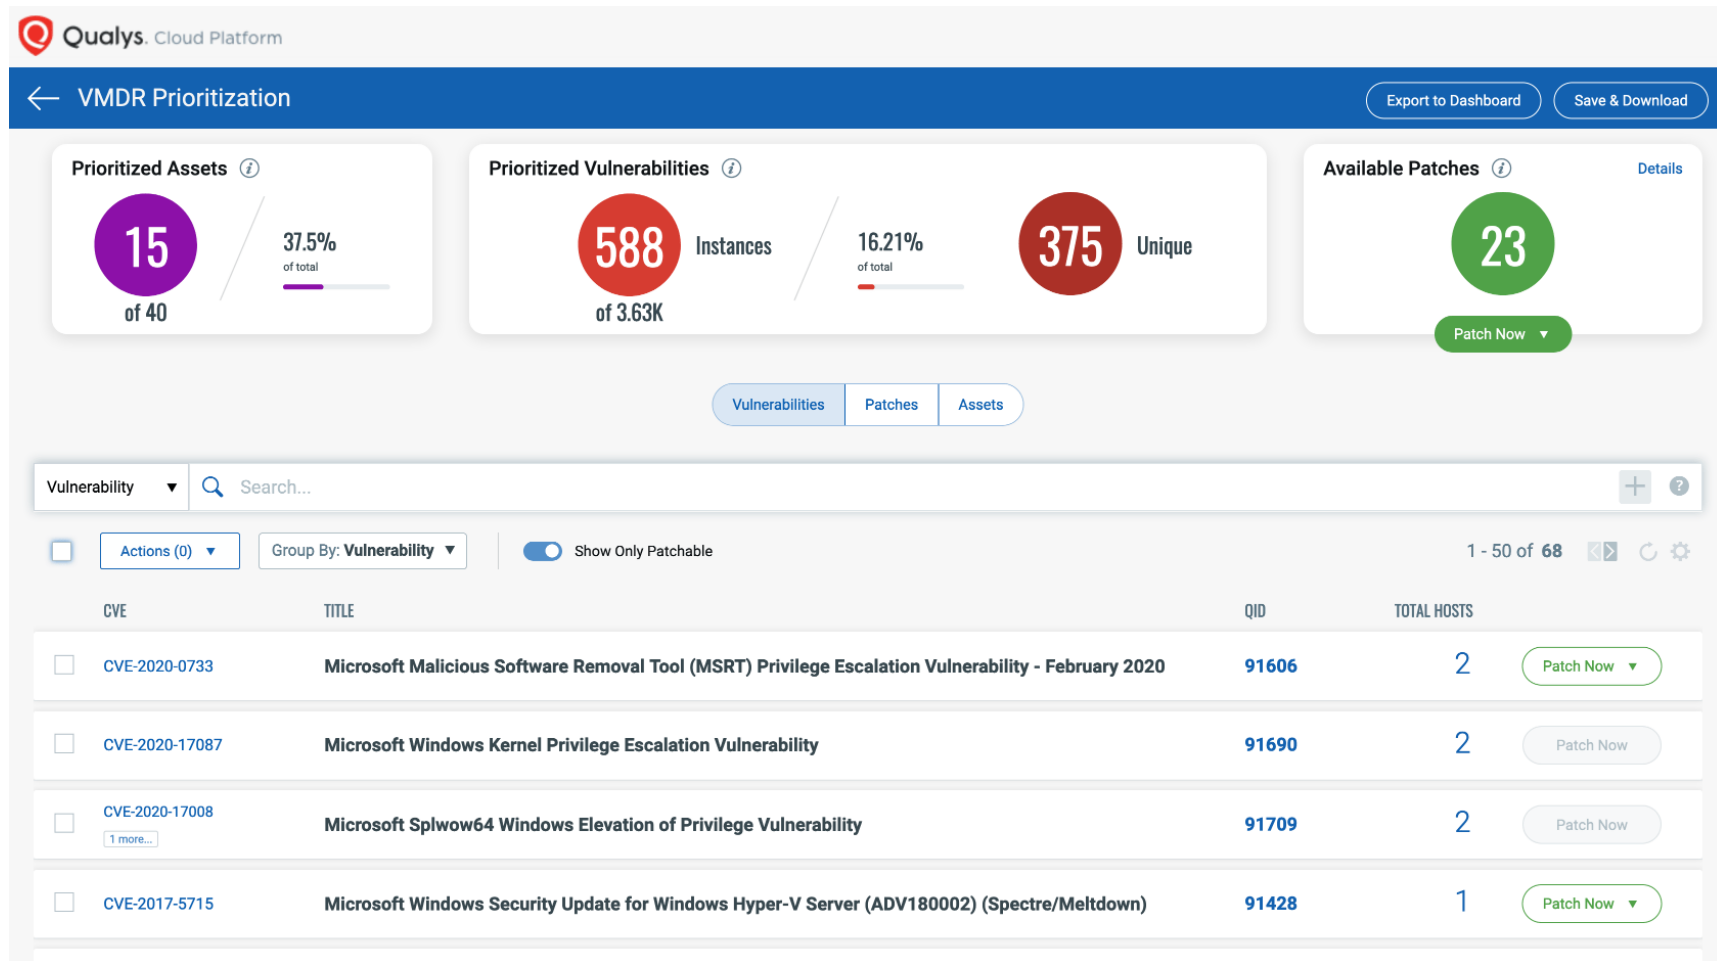 Qualys. Cloud Platform
VMDR Prioritization
Export to Dashboard
Save & Download
Prioritized Assets i
15
of 40
37.5%
of total
Prioritized Vulnerabilities i
588 Instances
of 3.63K
16.21%
of total
375 Unique
Available Patches i
Details
23
Patch Now
Vulnerabilities Patches Assets
Vulnerability Search... ?
Actions (0) Group By: Vulnerability Show Only Patchable 1 - 50 of 68
CVE TITLE QID TOTAL HOSTS
CVE-2020-0733 Microsoft Malicious Software Removal Tool (MSRT) Privilege Escalation Vulnerability - February 2020 91606 2 Patch Now
CVE-2020-17087 Microsoft Windows Kernel Privilege Escalation Vulnerability 91690 2 Patch Now
CVE-2020-17008
1 more...
Microsoft Splwow64 Windows Elevation of Privilege Vulnerability 91709 2 Patch Now
CVE-2017-5715 Microsoft Windows Security Update for Windows Hyper-V Server (ADV180002) (Spectre/Meltdown) 91428 1 Patch Now